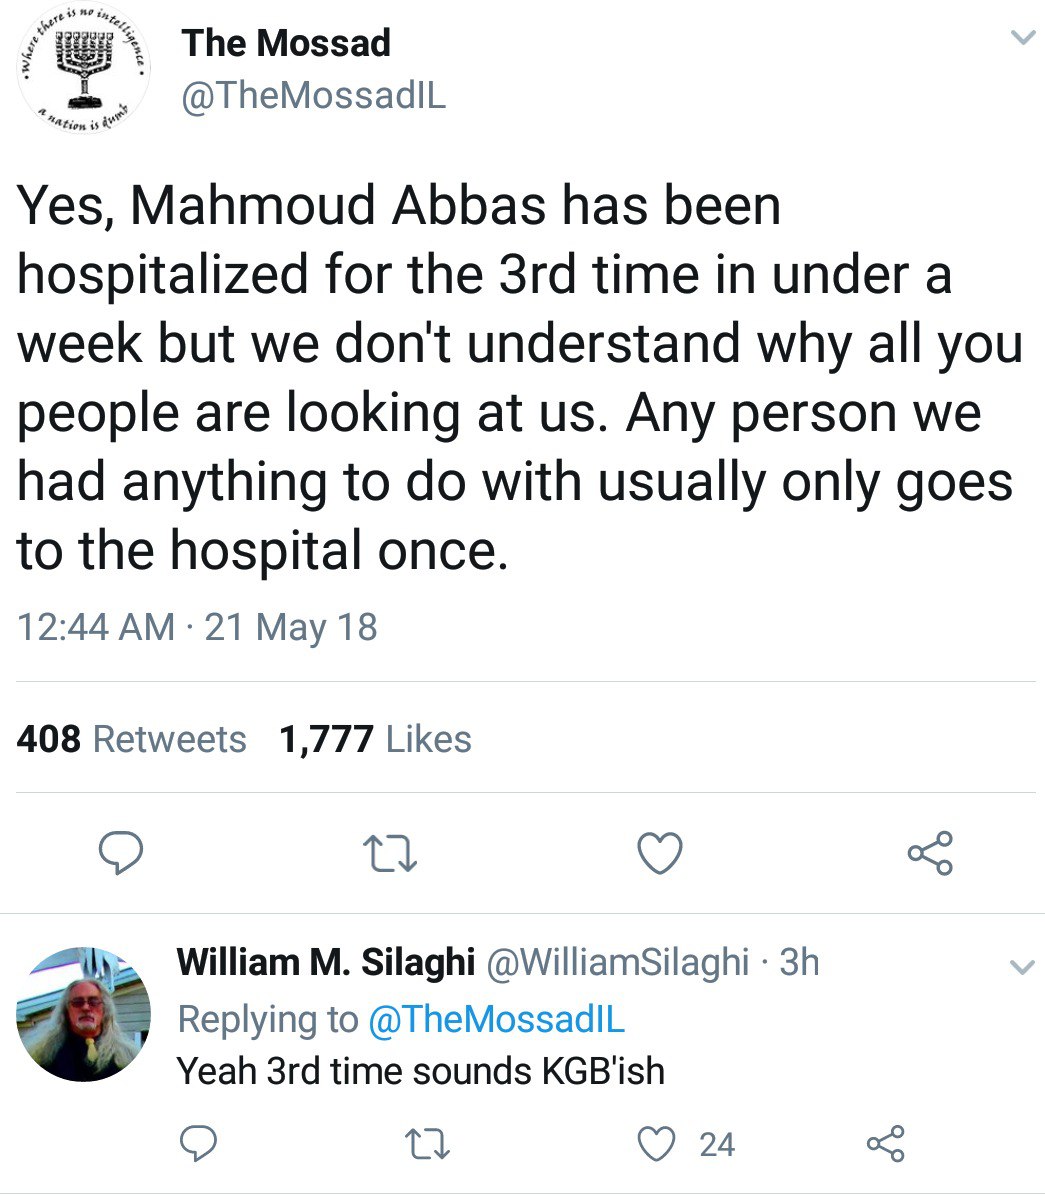 Where there is no intelligence
a nation is dumb
The Mossad
@TheMossadIL
Yes, Mahmoud Abbas has been
hospitalized for the 3rd time in under a
week but we don't understand why all you
people are looking at us. Any person we
had anything to do with usually only goes
to the hospital once.
12:44 AM · 21 May 18
408 Retweets 1,777 Likes
William M. Silaghi @WilliamSilaghi · 3h
Replying to @TheMossadIL
Yeah 3rd time sounds KGB'ish
24